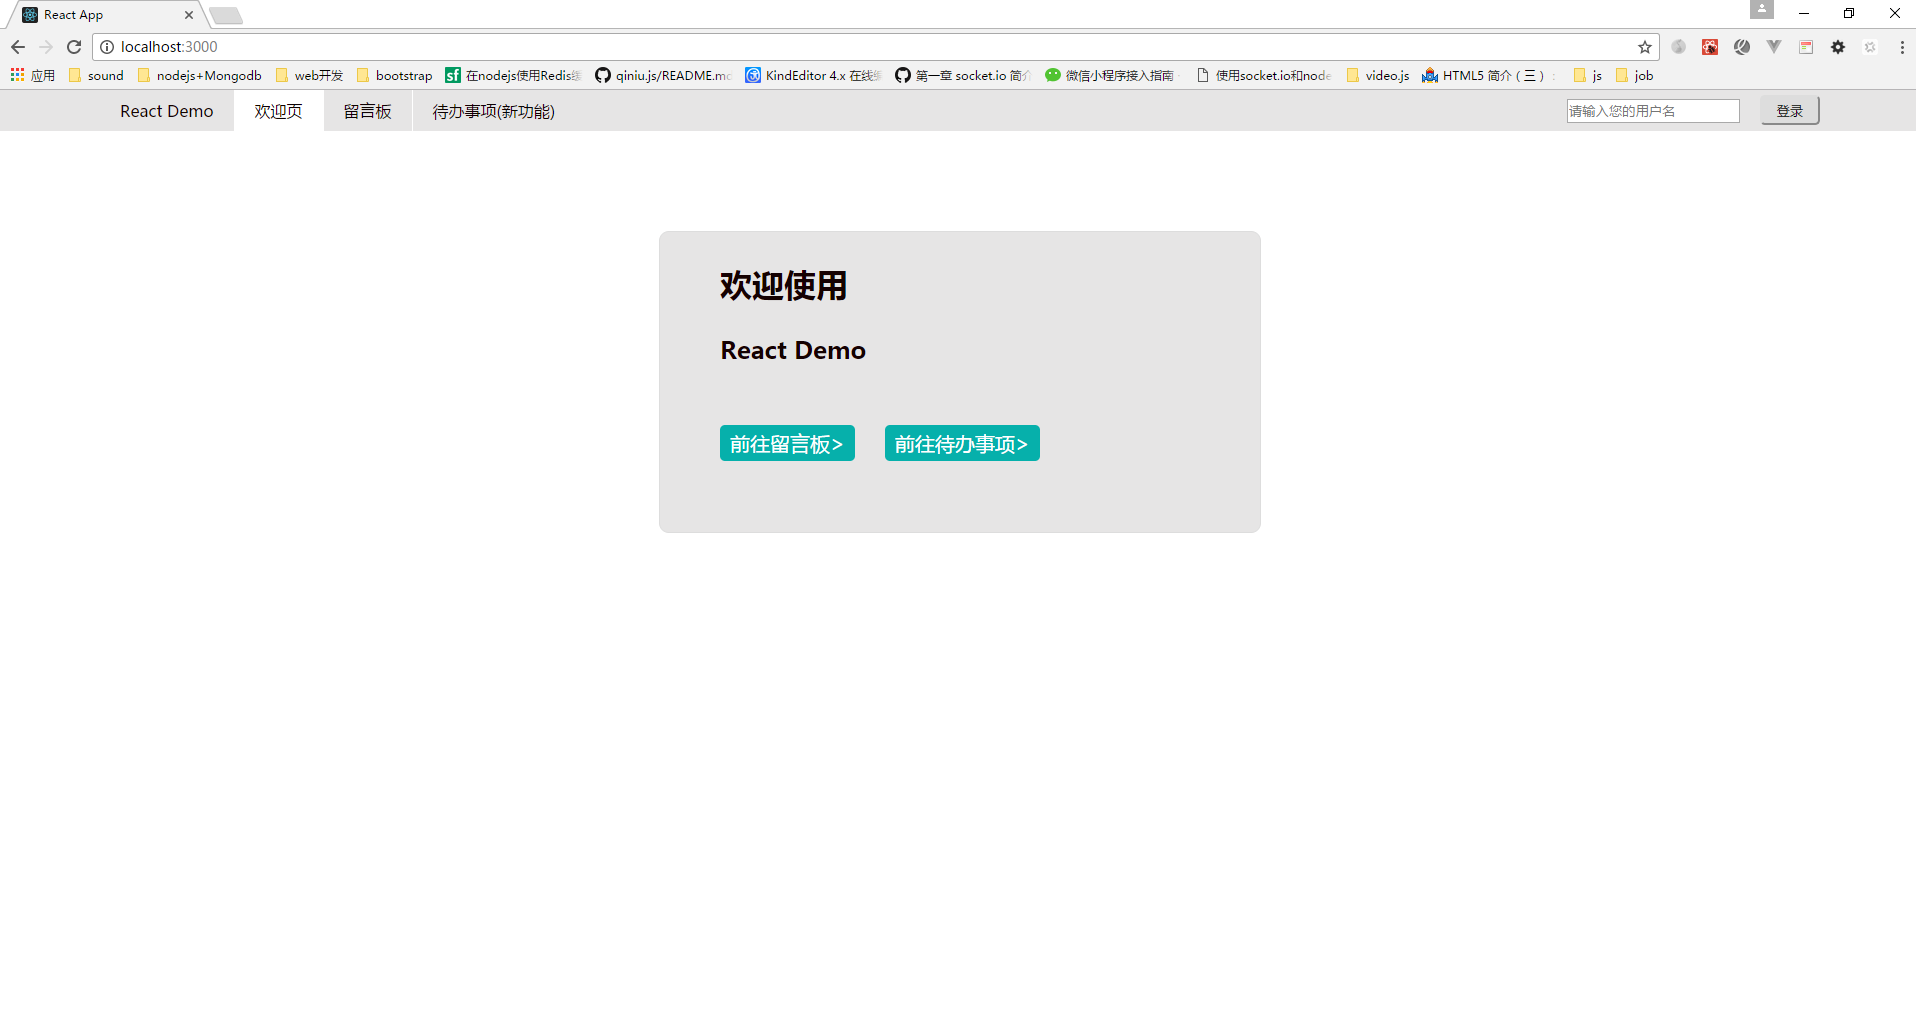 React App
localhost:3000
应用 sound nodejs+Mongodb web开发 bootstrap 在nodejs使用Redis qiniu.js/README.md KindEditor 4.x 在线 第一章 socket.io 简 微信小程序接入指南 使用socket.io和node video.js HTML5 简介（三） js job
React Demo 欢迎页 留言板 待办事项(新功能) 请输入您的用户名 登录
欢迎使用
React Demo
前往留言板> 前往待办事项>